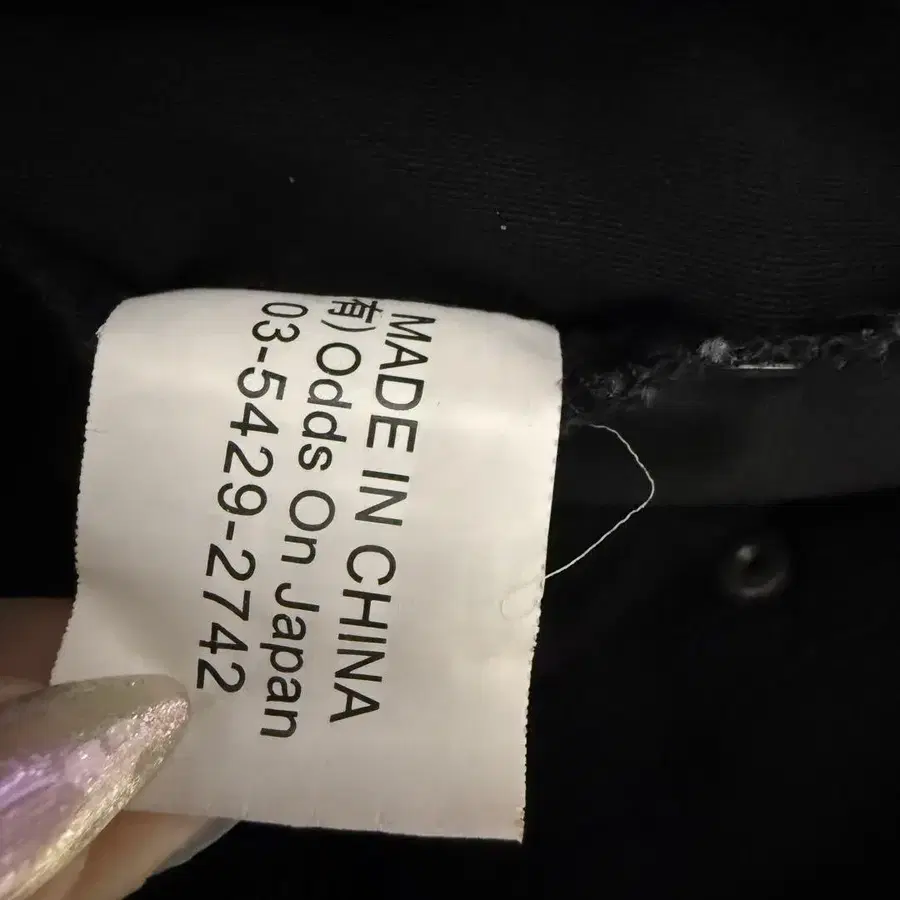 MADE IN CHINA
有)Odds On Japan
03-5429-2742